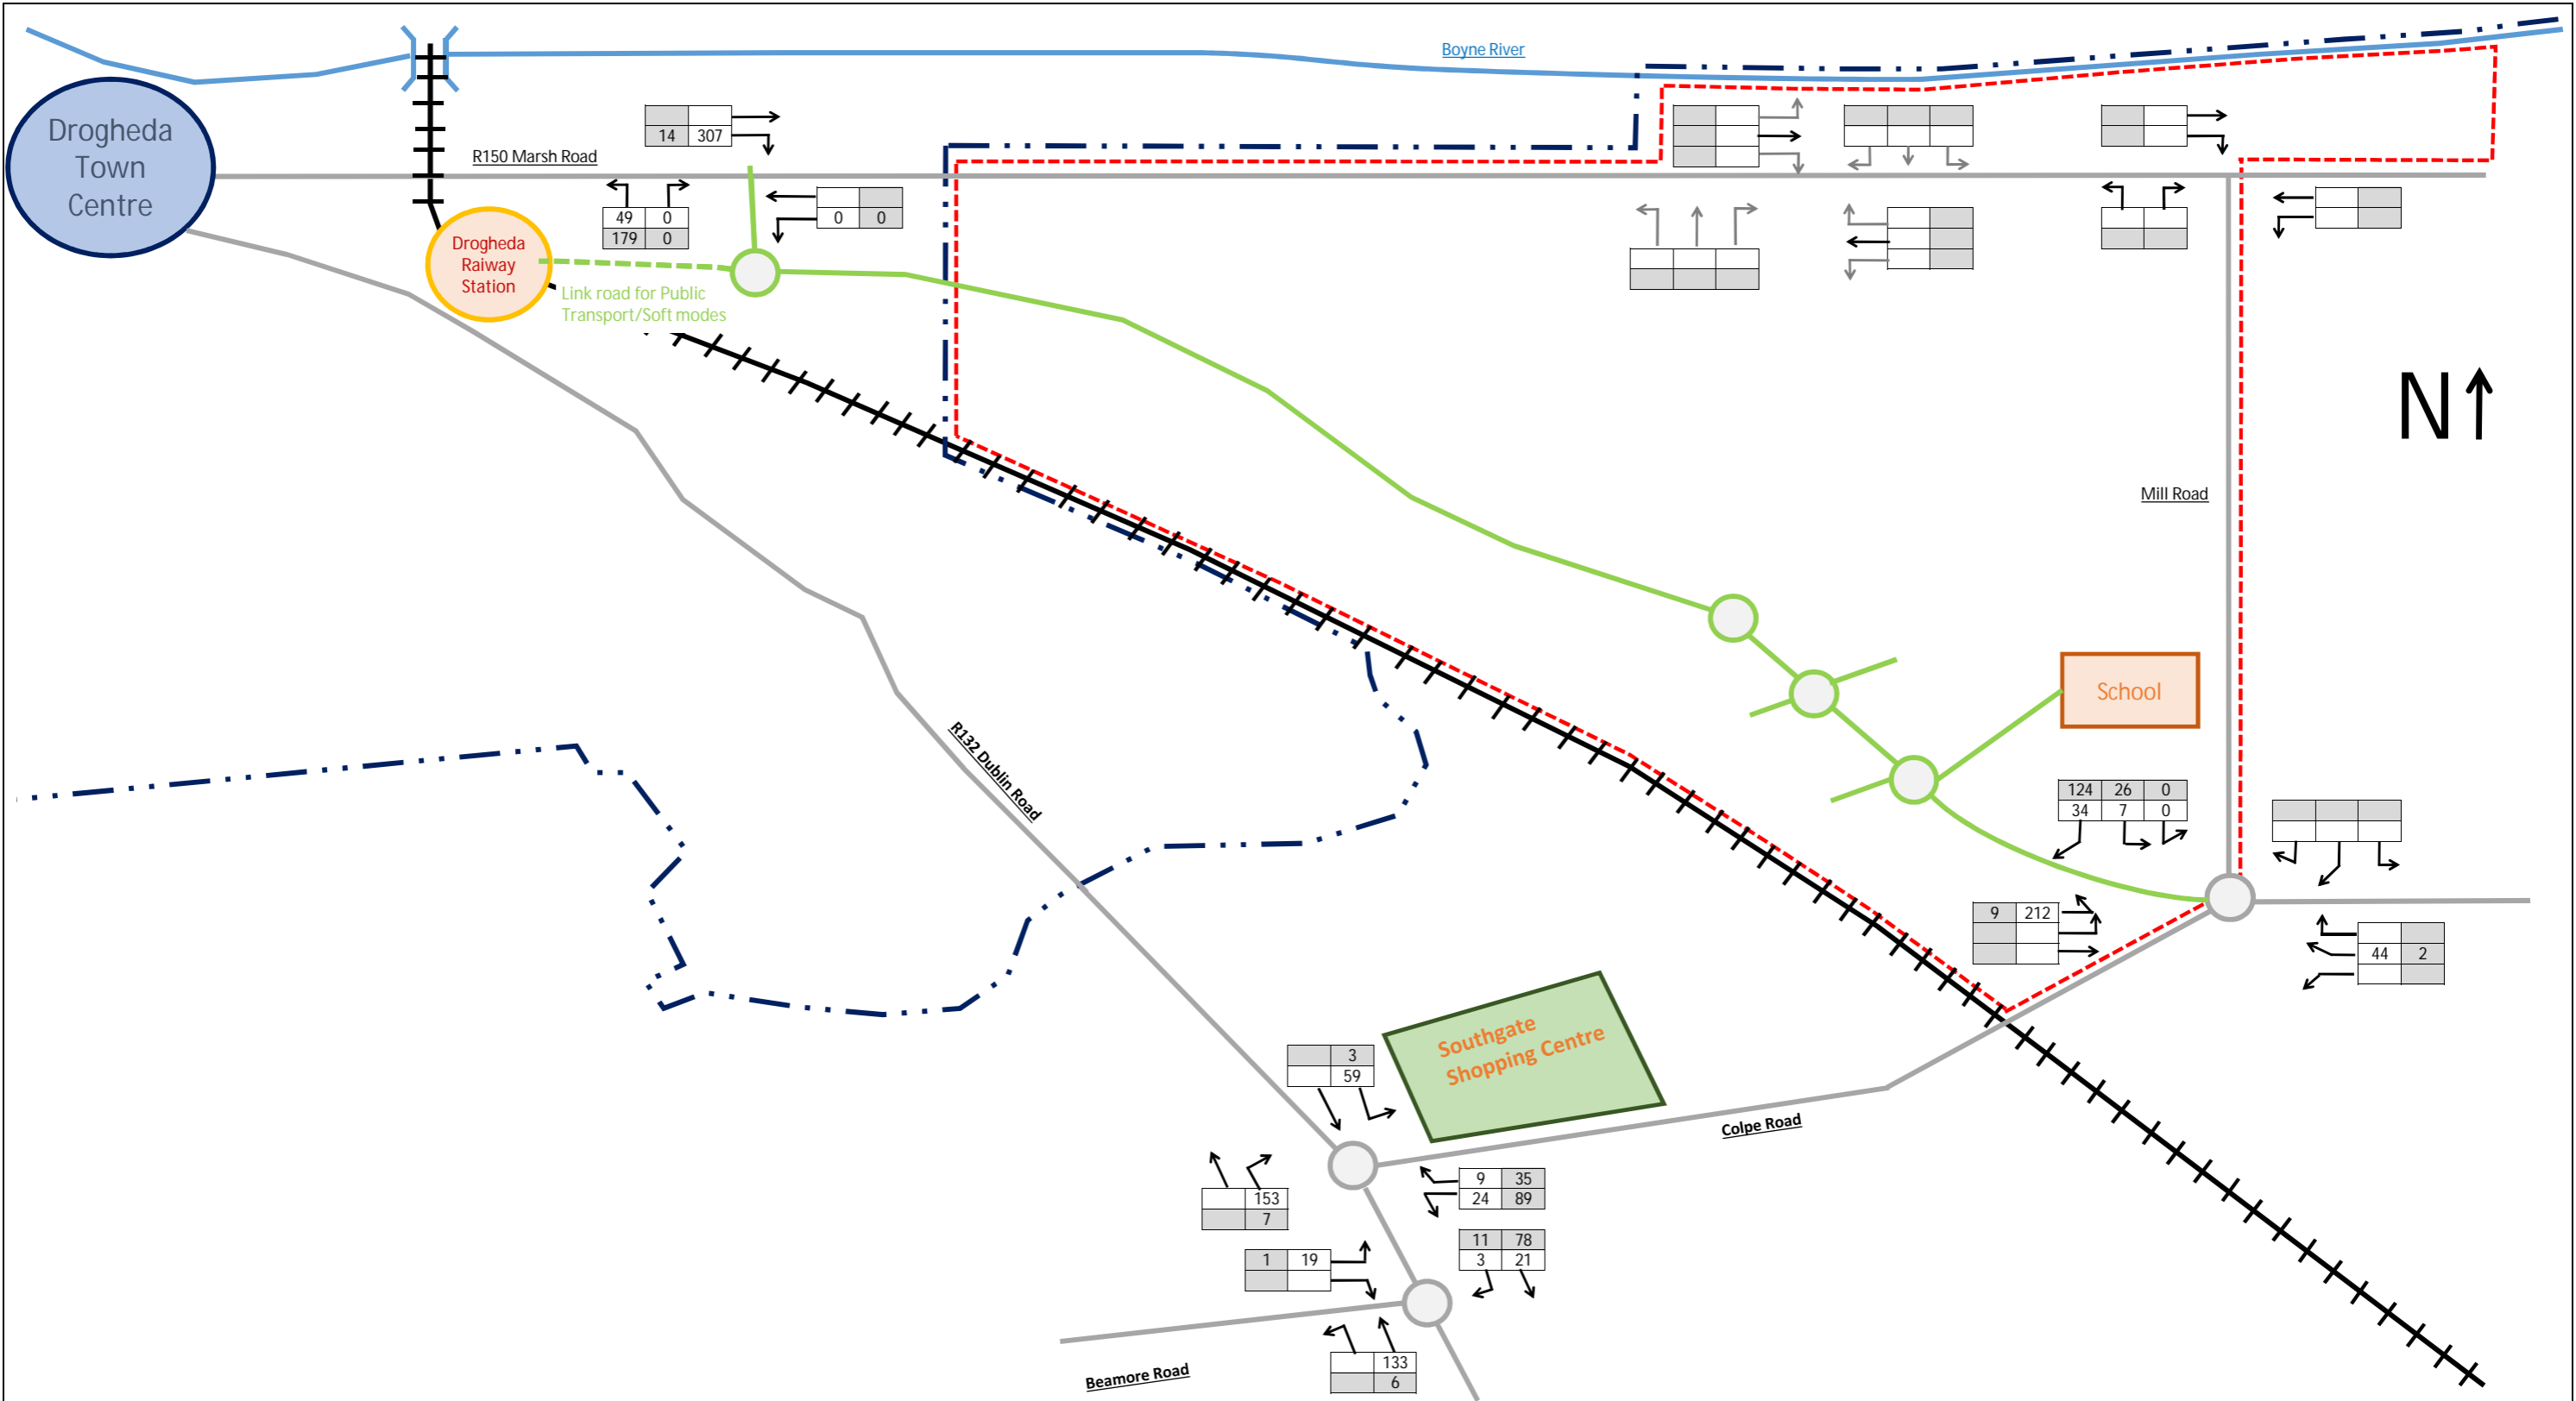 Boyne River
Drogheda
Town
Centre
14 307
R150 Marsh Road
49 0
179 0
0 0
Drogheda
Raiway
Station
Link road for Public
Transport/Soft modes
N
Mill Road
School
R132 Dublin Road
124 26 0
34 7 0
9 212
44 2
Southgate
Shopping Centre
3
59
Colpe Road
153
7
9 35
24 89
1 19
11 78
3 21
133
6
Beamore Road